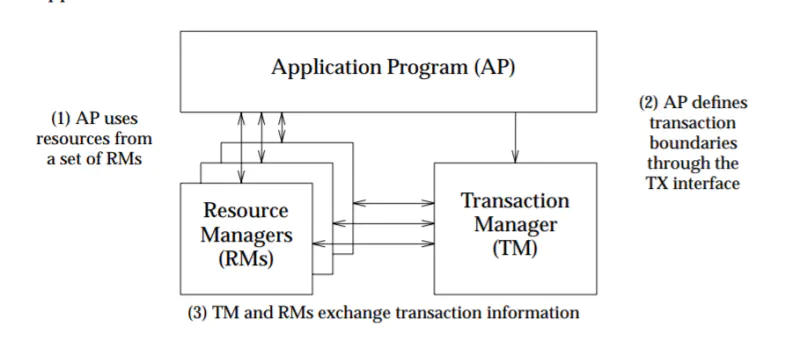 Application Program (AP)
(1) AP uses
resources from
a set of RMs
(2) AP defines
transaction
boundaries
through the
TX interface
Resource
Managers
(RMs)
Transaction
Manager
(TM)
(3) TM and RMs exchange transaction information